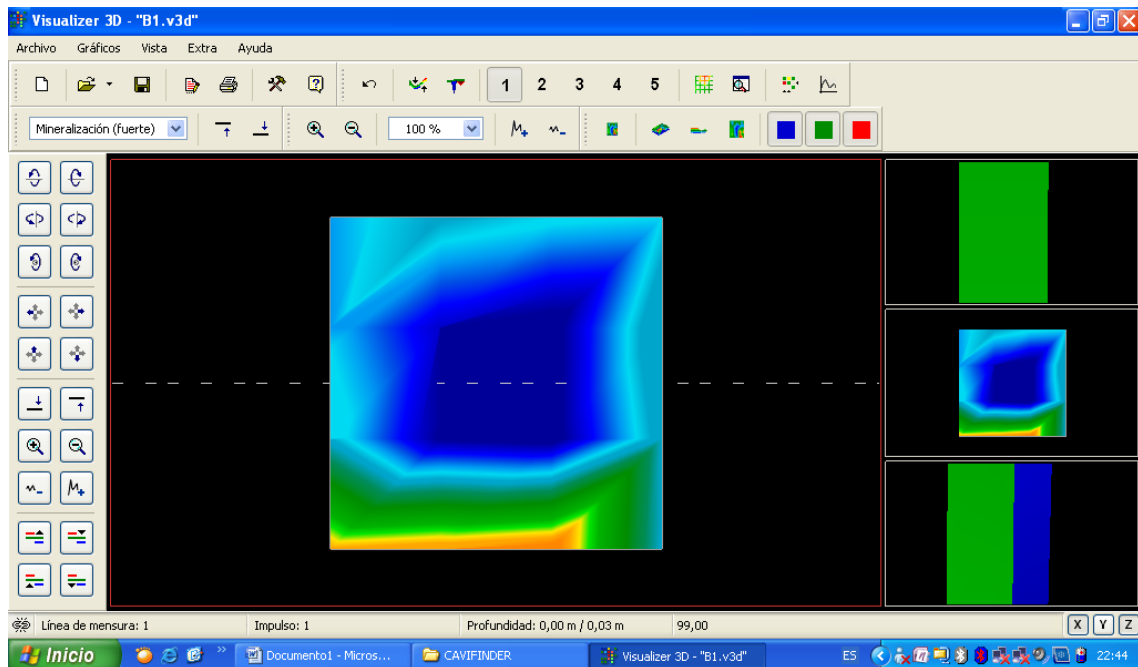 Visualizer 3D - "B1.v3d"
Archivo Gráficos Vista Extra Ayuda
1 2 3 4 5
Mineralización (fuerte) 100 %
Línea de mensura: 1 Impulso: 1 Profundidad: 0,00 m / 0,03 m 99,00 X Y Z
Inicio Documento1 - Micros... CAVIFINDER Visualizer 3D - "B1.v3d" ES 22:44